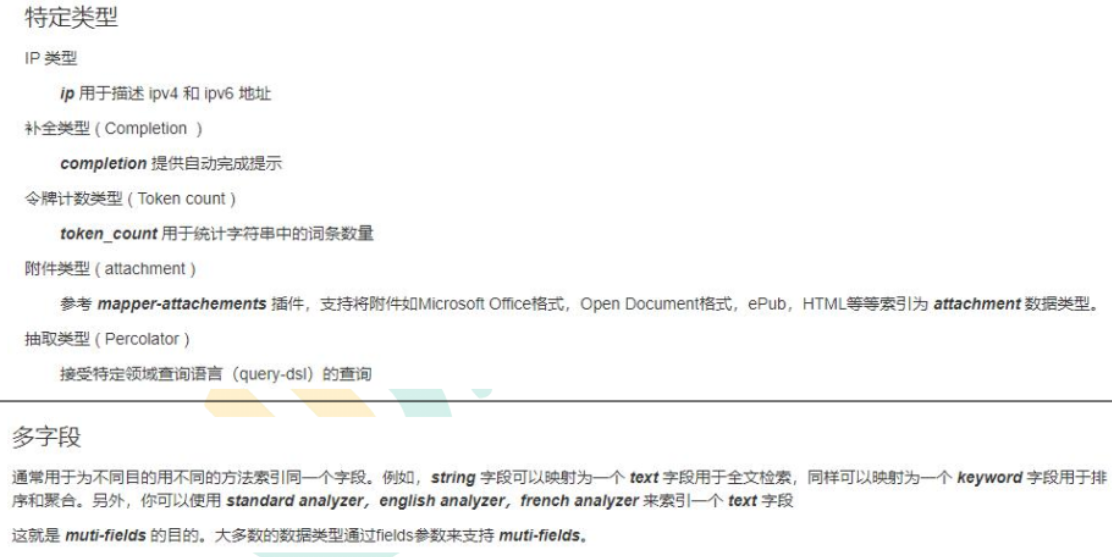 特定类型
IP 类型
ip 用于描述 ipv4 和 ipv6 地址
补全类型 ( Completion )
completion 提供自动完成提示
令牌计数类型 ( Token count )
token_count 用于统计字符串中的词条数量
附件类型 ( attachment )
参考 mapper-attachements 插件，支持将附件如Microsoft Office格式，Open Document格式，ePub，HTML等等索引为 attachment 数据类型。
抽取类型 ( Percolator )
接受特定领域查询语言（query-dsl）的查询
多字段
通常用于为不同目的用不同的方法索引同一个字段。例如，string 字段可以映射为一个 text 字段用于全文检索，同样可以映射为一个 keyword 字段用于排
序和聚合。另外，你可以使用 standard analyzer，english analyzer，french analyzer 来索引一个 text 字段
这就是 muti-fields 的目的。大多数的数据类型通过fields参数来支持 muti-fields。